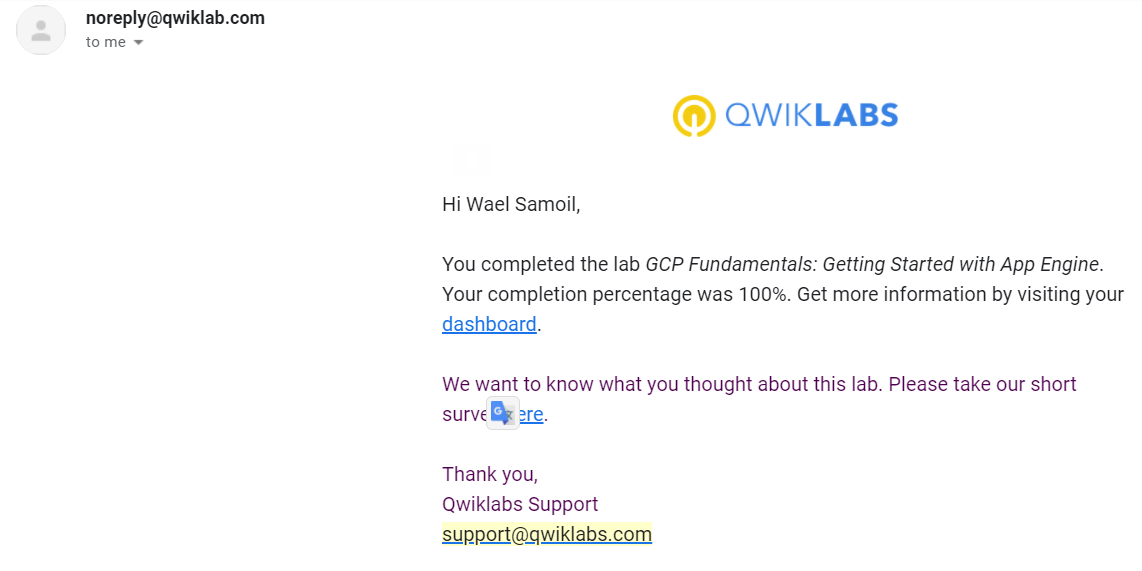 noreply@qwiklab.com
to me
QWIKLABS
Hi Wael Samoil,
You completed the lab GCP Fundamentals: Getting Started with App Engine.
Your completion percentage was 100%. Get more information by visiting your
dashboard.
We want to know what you thought about this lab. Please take our short
surve ere.
Thank you,
Qwiklabs Support
support@qwiklabs.com